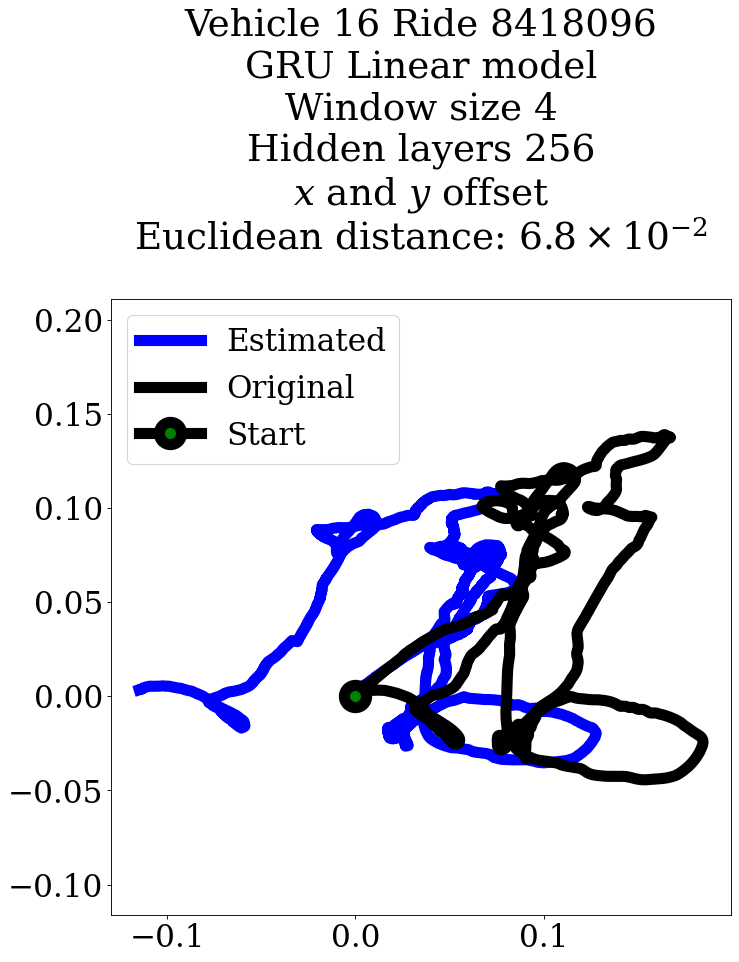 Vehicle 16 Ride 8418096
GRU Linear model
Window size 4
Hidden layers 256
x and y offset
Euclidean distance: 6.8 × 10⁻²
Estimated
Original
Start
0.20
0.15
0.10
0.05
0.00
−0.05
−0.10
−0.1 0.0 0.1